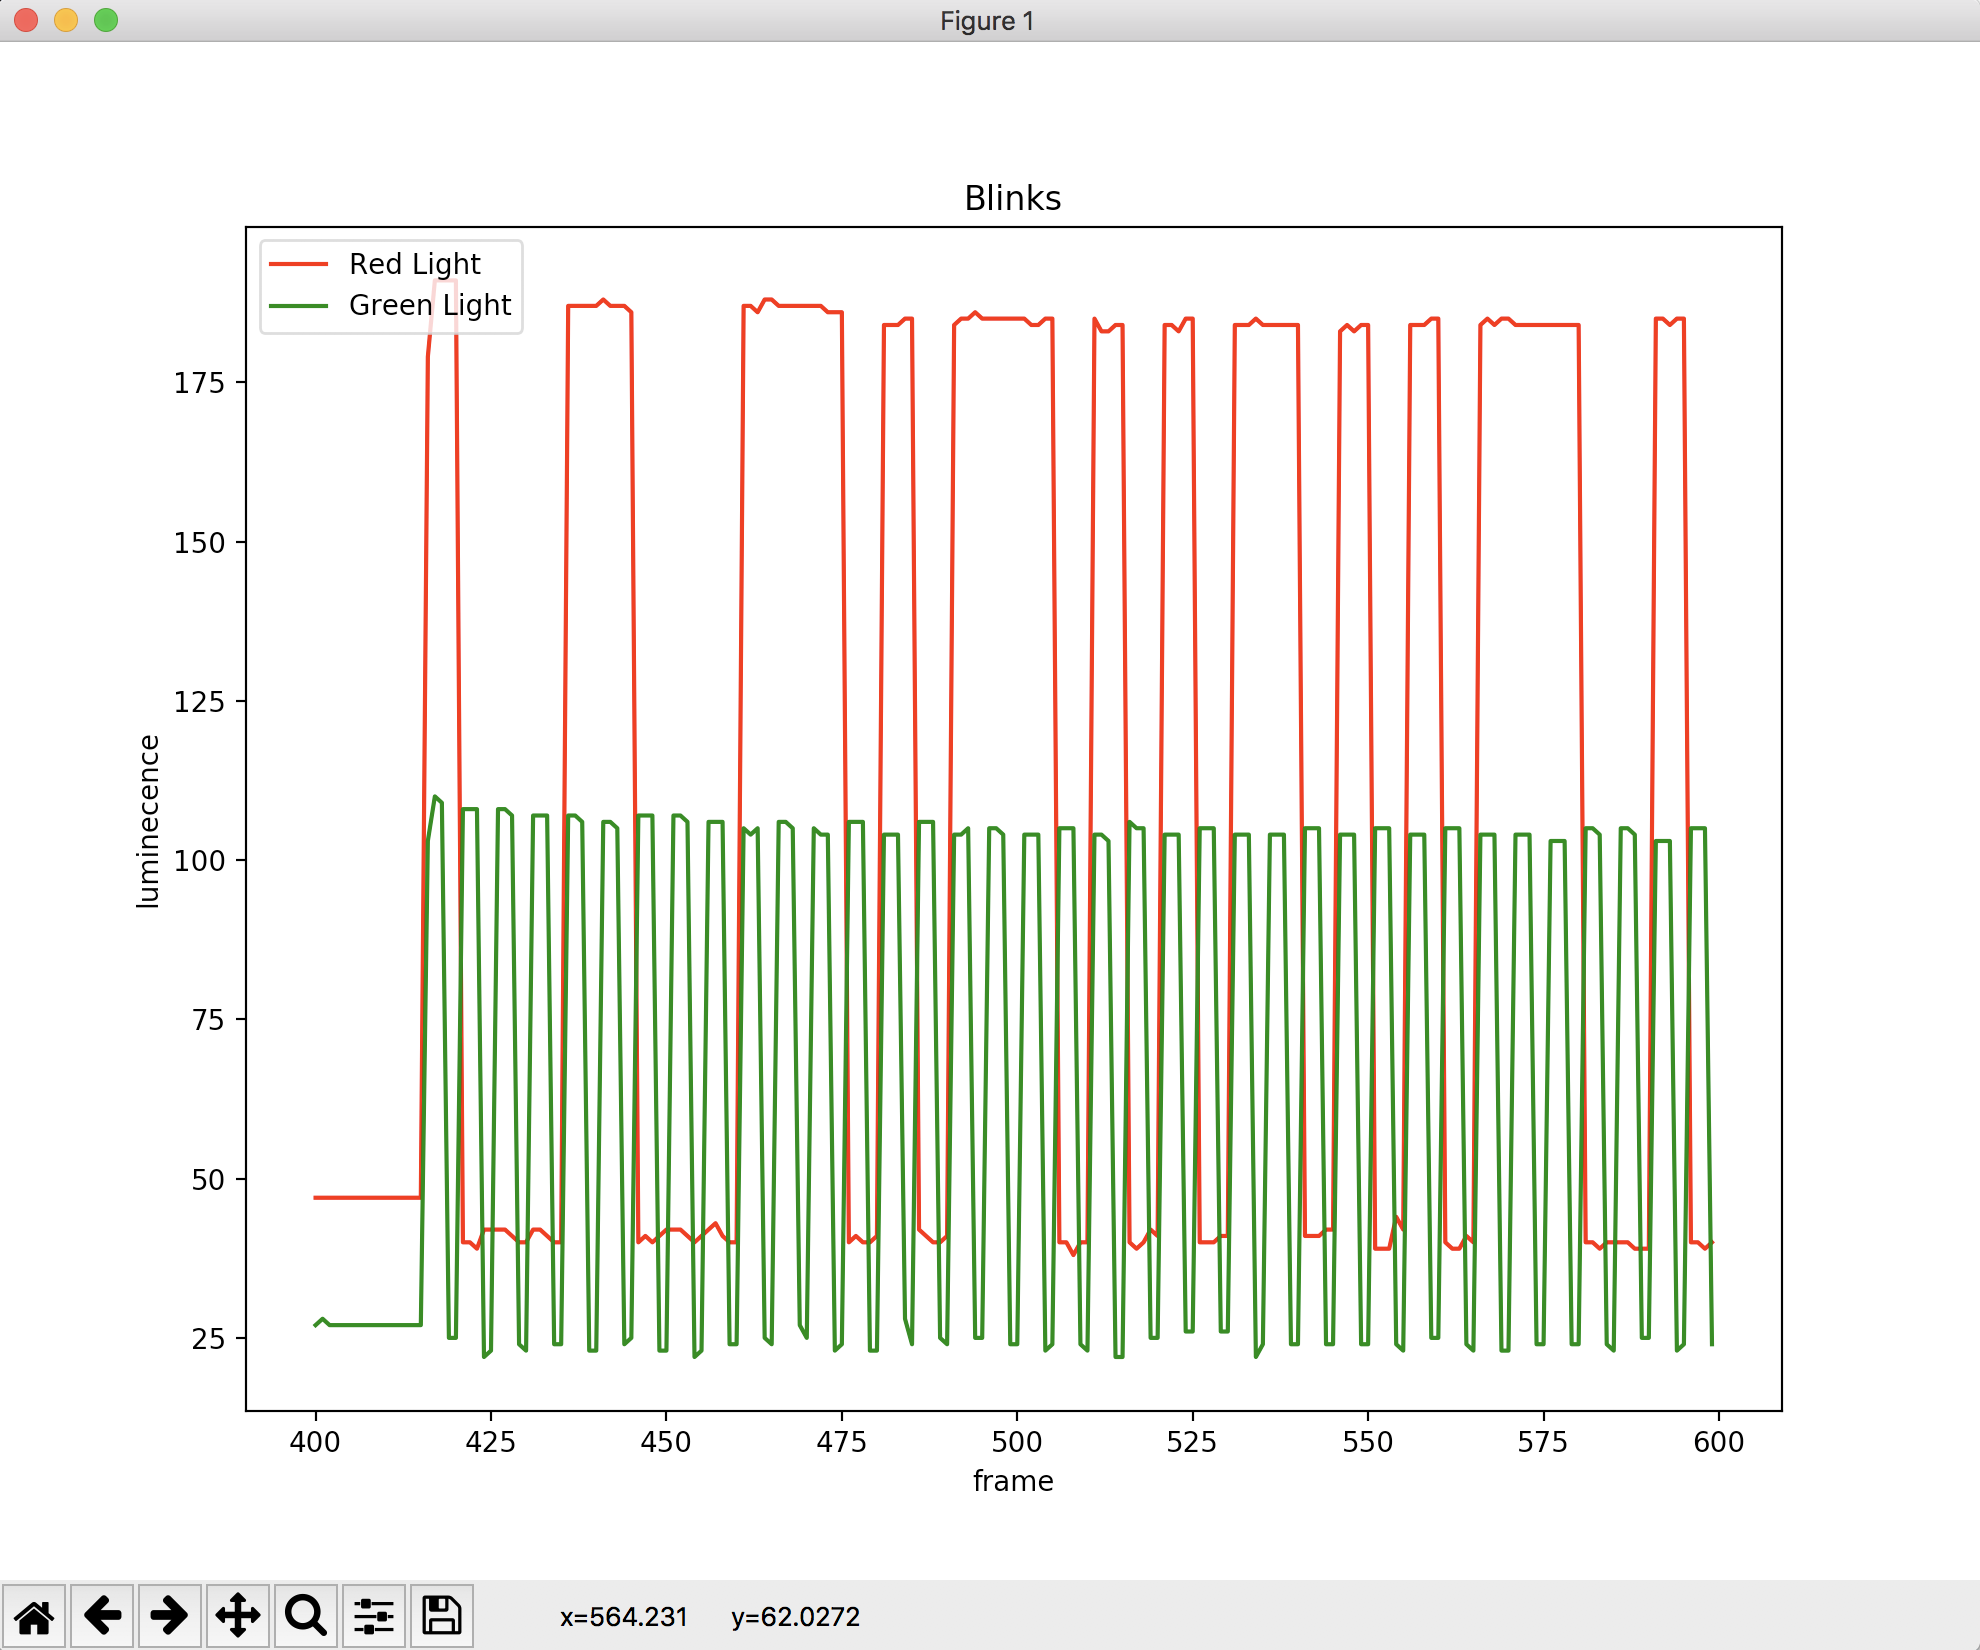 Figure 1
Blinks
Red Light
Green Light
175
150
125
100
75
50
25
luminecence
400 425 450 475 500 525 550 575 600
frame
x=564.231 y=62.0272